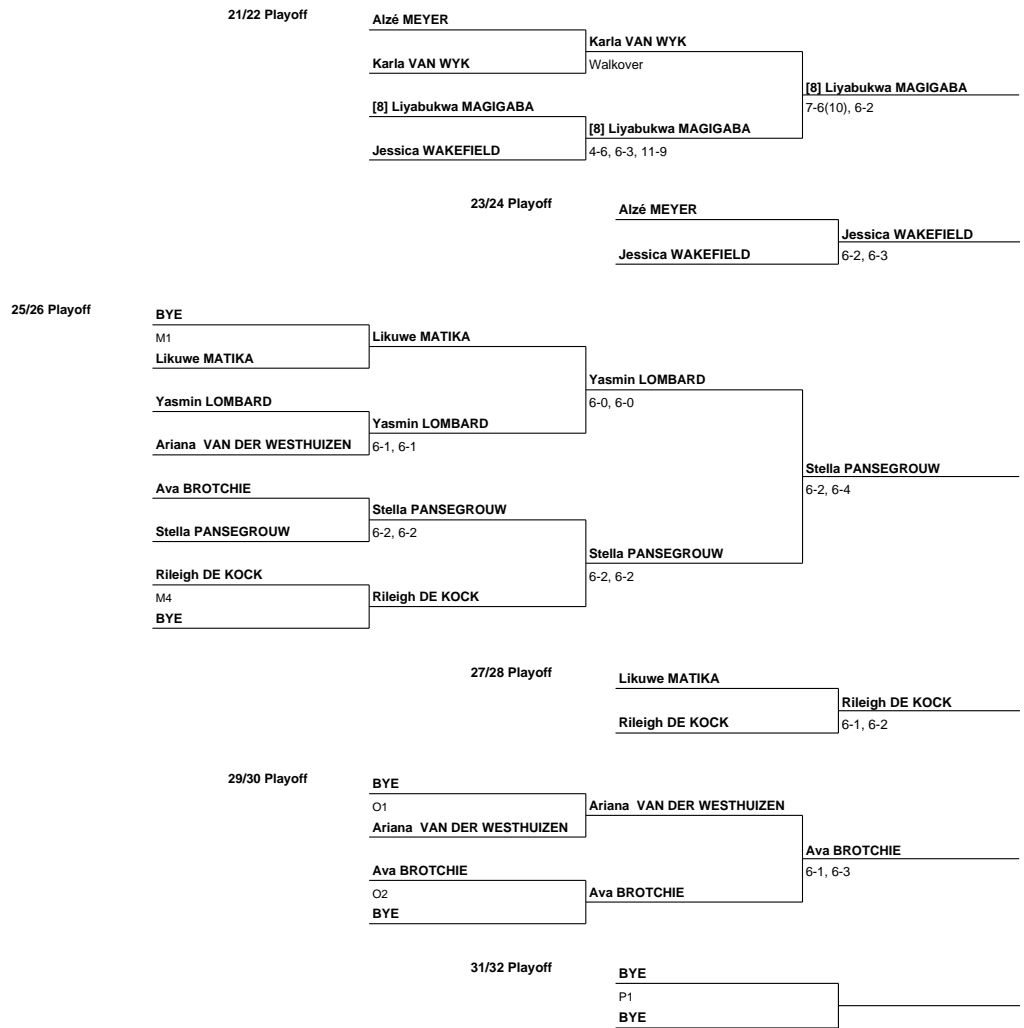 21/22 Playoff
Alzé MEYER
Karla VAN WYK
Karla VAN WYK
Walkover
[8] Liyabukwa MAGIGABA
7-6(10), 6-2
[8] Liyabukwa MAGIGABA
[8] Liyabukwa MAGIGABA
Jessica WAKEFIELD
4-6, 6-3, 11-9
23/24 Playoff
Alzé MEYER
Jessica WAKEFIELD
Jessica WAKEFIELD
6-2, 6-3
25/26 Playoff
BYE
M1
Likuwe MATIKA
Likuwe MATIKA
Yasmin LOMBARD
6-0, 6-0
Yasmin LOMBARD
Yasmin LOMBARD
Ariana VAN DER WESTHUIZEN
6-1, 6-1
Stella PANSEGROUW
6-2, 6-4
Ava BROTCHIE
Stella PANSEGROUW
Stella PANSEGROUW
6-2, 6-2
Stella PANSEGROUW
6-2, 6-2
Rileigh DE KOCK
M4
Rileigh DE KOCK
BYE
27/28 Playoff
Likuwe MATIKA
Rileigh DE KOCK
Rileigh DE KOCK
6-1, 6-2
29/30 Playoff
BYE
O1
Ariana VAN DER WESTHUIZEN
Ariana VAN DER WESTHUIZEN
Ava BROTCHIE
6-1, 6-3
Ava BROTCHIE
O2
Ava BROTCHIE
BYE
31/32 Playoff
BYE
P1
BYE